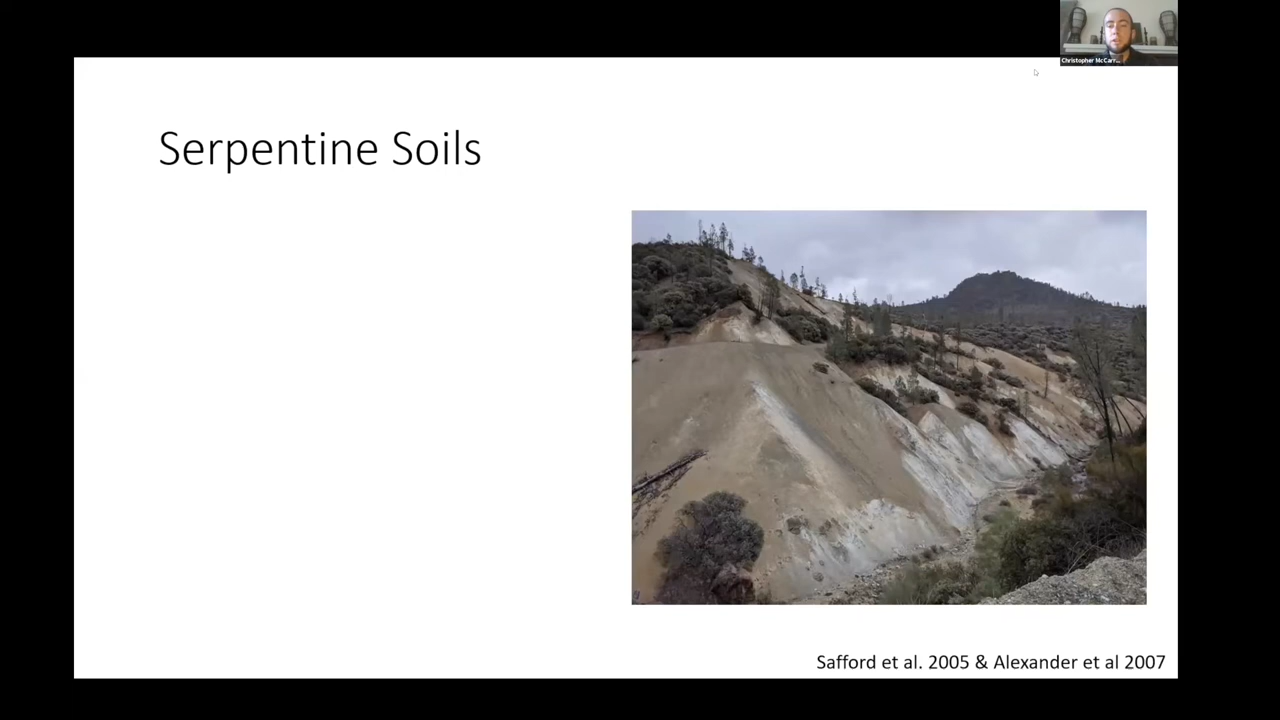 Christopher McCarr...
Serpentine Soils
Safford et al. 2005 & Alexander et al 2007